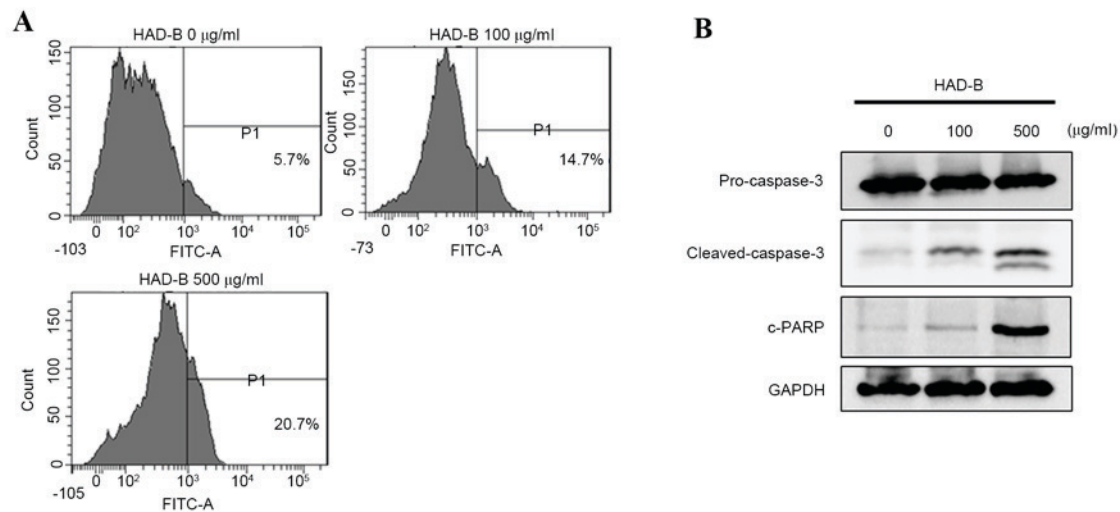 A
HAD-B 0 µg/ml
150
100
50
0
Count
P1
5.7%
-103
0 10² 10³ 10⁴ 10⁵
FITC-A
HAD-B 100 µg/ml
150
100
50
0
Count
P1
14.7%
-73
0 10² 10³ 10⁴ 10⁵
FITC-A
HAD-B 500 µg/ml
150
100
50
0
Count
P1
20.7%
-105
0 10² 10³ 10⁴ 10⁵
FITC-A
B
HAD-B
0 100 500 (µg/ml)
Pro-caspase-3
Cleaved-caspase-3
c-PARP
GAPDH